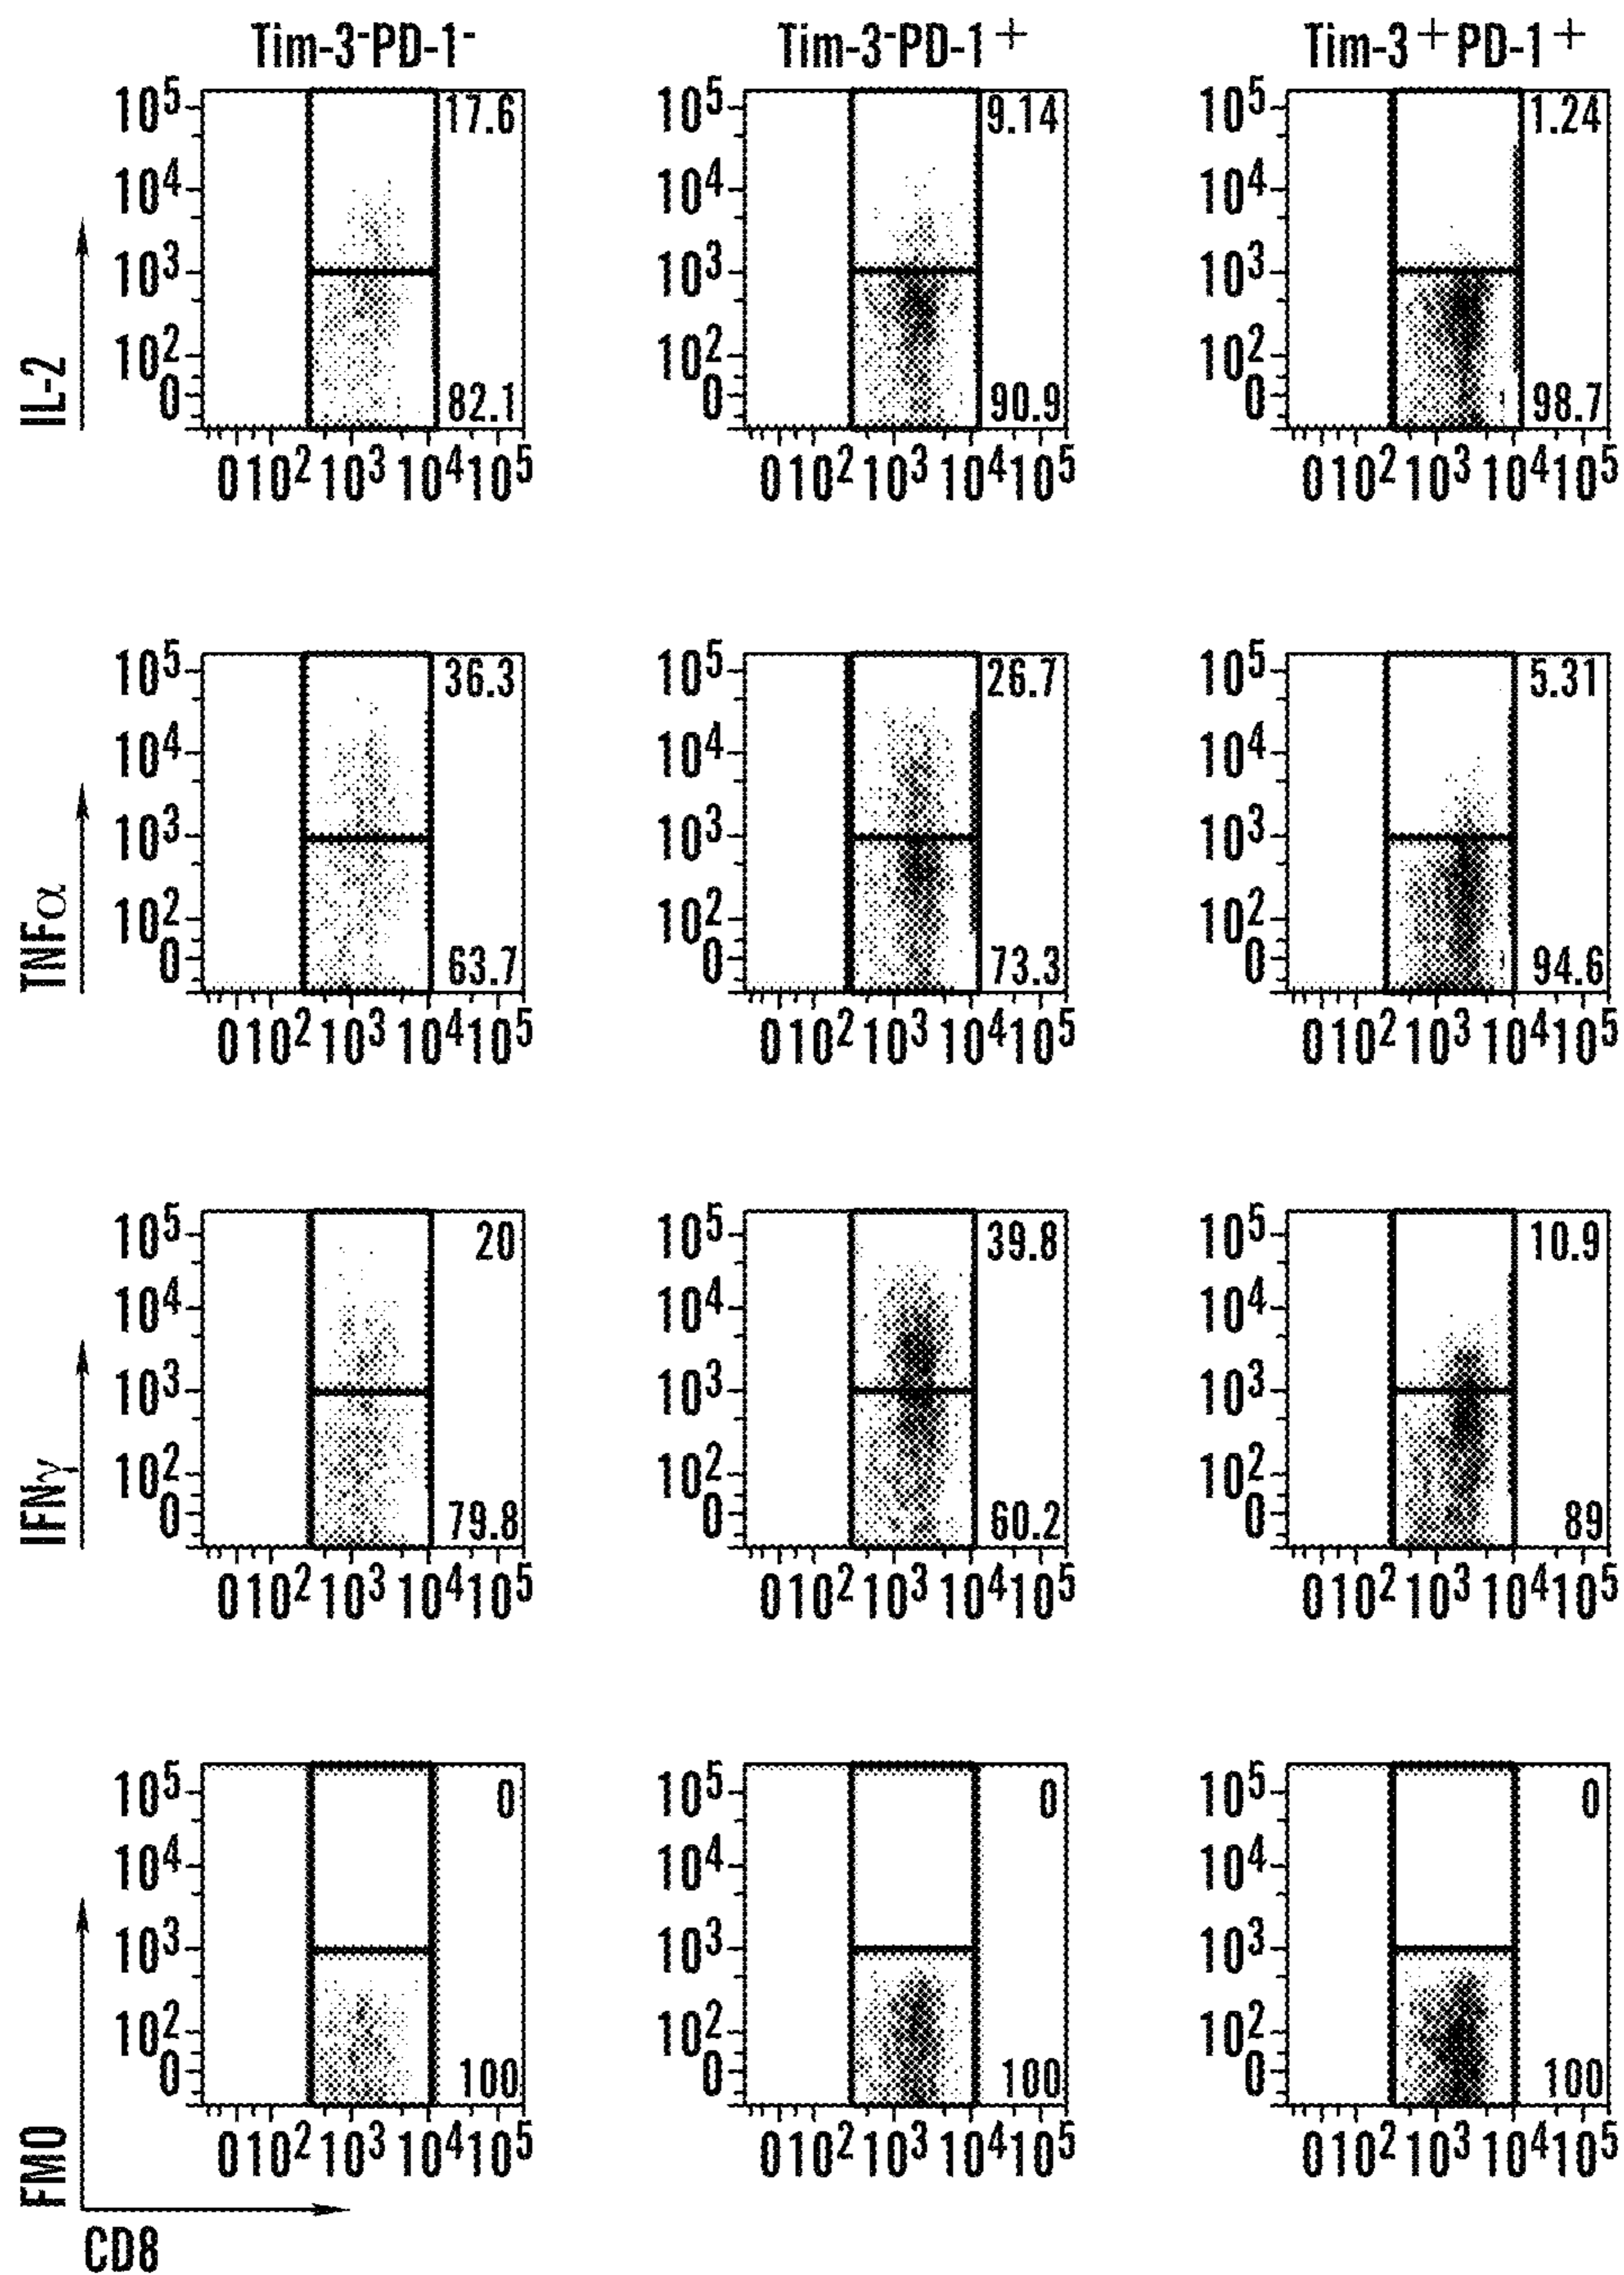 Tim-3⁻PD-1⁻ Tim-3⁻PD-1⁺ Tim-3⁺PD-1⁺
IL-2
10⁵ 17.6 10⁵ 9.14 10⁵ 1.24
10⁴ 10⁴ 10⁴
10³ 10³ 10³
10² 10² 10²
0 82.1 0 90.9 0 98.7
0 10² 10³ 10⁴ 10⁵ 0 10² 10³ 10⁴ 10⁵ 0 10² 10³ 10⁴ 10⁵
TNFα
10⁵ 36.3 10⁵ 26.7 10⁵ 5.31
10⁴ 10⁴ 10⁴
10³ 10³ 10³
10² 10² 10²
0 63.7 0 73.3 0 94.6
0 10² 10³ 10⁴ 10⁵ 0 10² 10³ 10⁴ 10⁵ 0 10² 10³ 10⁴ 10⁵
IFNγ
10⁵ 20 10⁵ 39.8 10⁵ 10.9
10⁴ 10⁴ 10⁴
10³ 10³ 10³
10² 10² 10²
0 79.8 0 60.2 0 89
0 10² 10³ 10⁴ 10⁵ 0 10² 10³ 10⁴ 10⁵ 0 10² 10³ 10⁴ 10⁵
FMO
10⁵ 0 10⁵ 0 10⁵ 0
10⁴ 10⁴ 10⁴
10³ 10³ 10³
10² 10² 10²
0 100 0 100 0 100
0 10² 10³ 10⁴ 10⁵ 0 10² 10³ 10⁴ 10⁵ 0 10² 10³ 10⁴ 10⁵
CD8